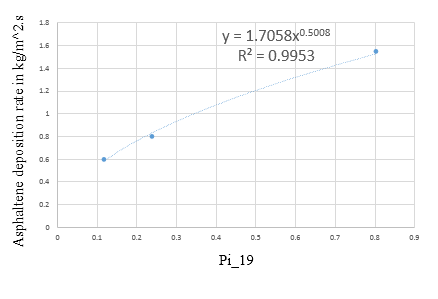 1.8
y = 1.7058x^0.5008
R² = 0.9953
1.6
1.4
1.2
1
0.8
0.6
0.4
0.2
0
0 0.1 0.2 0.3 0.4 0.5 0.6 0.7 0.8 0.9
Asphaltene deposition rate in kg/m^2.s
Pi_19